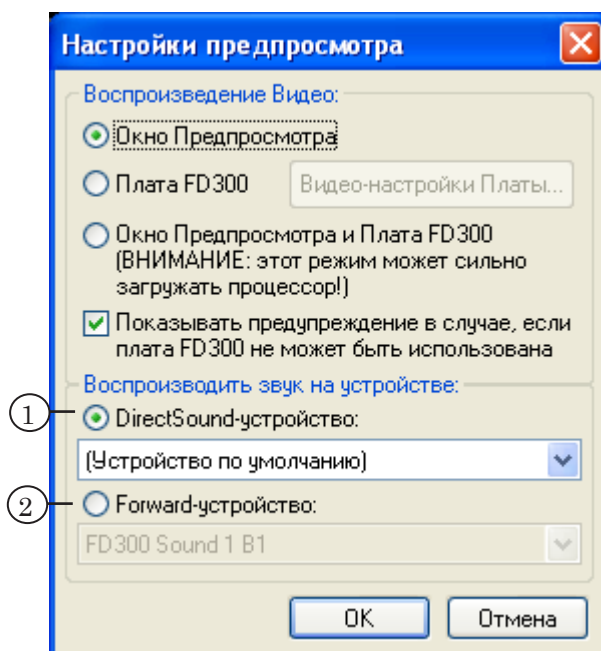 Настройки предпросмотра
Воспроизведение Видео:
Окно Предпросмотра
Плата FD300
Видео-настройки Платы...
Окно Предпросмотра и Плата FD300
(ВНИМАНИЕ: этот режим может сильно
загружать процессор!)
Показывать предупреждение в случае, если
плата FD300 не может быть использована
Воспроизводить звук на устройстве:
1
DirectSound-устройство:
(Устройство по умолчанию)
2
Forward-устройство:
FD300 Sound 1 B1
OK
Отмена